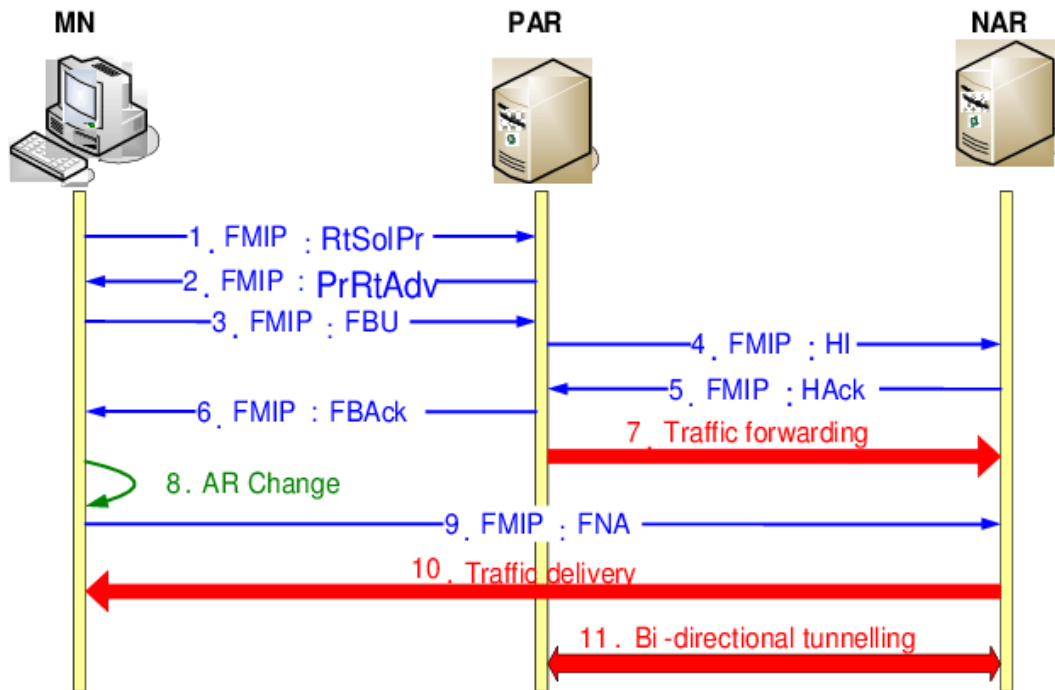 MN
PAR
NAR
1. FMIP : RtSolPr
2. FMIP : PrRtAdv
3. FMIP : FBU
4. FMIP : HI
5. FMIP : HAck
6. FMIP : FBAck
7. Traffic forwarding
8. AR Change
9. FMIP : FNA
10. Traffic delivery
11. Bi-directional tunnelling